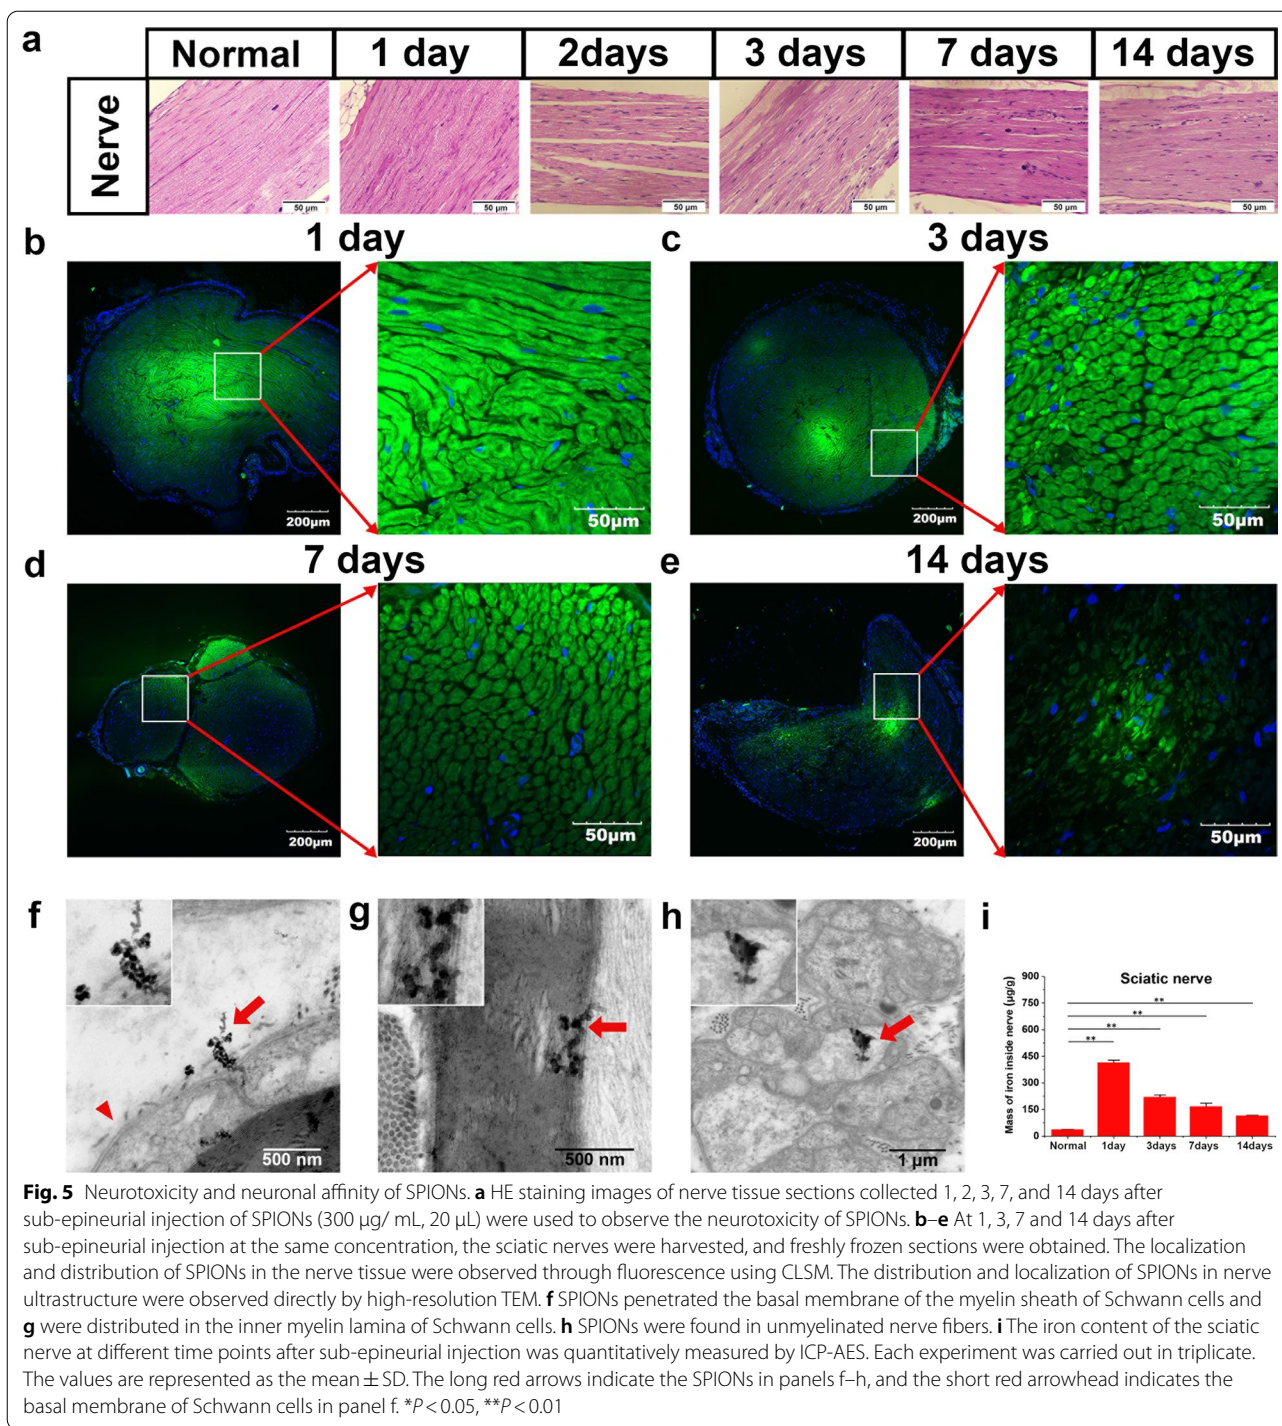 a
Normal
1 day
2days
3 days
7 days
14 days
Nerve
50 µm
50 µm
50 µm
50 µm
50 µm
50 µm
b
1 day
c
3 days
200µm
50µm
200µm
50µm
d
7 days
e
14 days
200µm
50µm
200µm
50µm
f
500 nm
g
500 nm
h
1 µm
i
Sciatic nerve
Mass of iron inside nerve (µg/g)
900
750
600
450
300
150
0
**
**
**
**
Normal
1day
3days
7days
14days
Fig. 5 Neurotoxicity and neuronal affinity of SPIONs. a HE staining images of nerve tissue sections collected 1, 2, 3, 7, and 14 days after
sub-epineurial injection of SPIONs (300 µg/ mL, 20 µL) were used to observe the neurotoxicity of SPIONs. b–e At 1, 3, 7 and 14 days after
sub-epineurial injection at the same concentration, the sciatic nerves were harvested, and freshly frozen sections were obtained. The localization
and distribution of SPIONs in the nerve tissue were observed through fluorescence using CLSM. The distribution and localization of SPIONs in nerve
ultrastructure were observed directly by high-resolution TEM. f SPIONs penetrated the basal membrane of the myelin sheath of Schwann cells and
g were distributed in the inner myelin lamina of Schwann cells. h SPIONs were found in unmyelinated nerve fibers. i The iron content of the sciatic
nerve at different time points after sub-epineurial injection was quantitatively measured by ICP-AES. Each experiment was carried out in triplicate.
The values are represented as the mean ± SD. The long red arrows indicate the SPIONs in panels f–h, and the short red arrowhead indicates the
basal membrane of Schwann cells in panel f. *P < 0.05, **P < 0.01